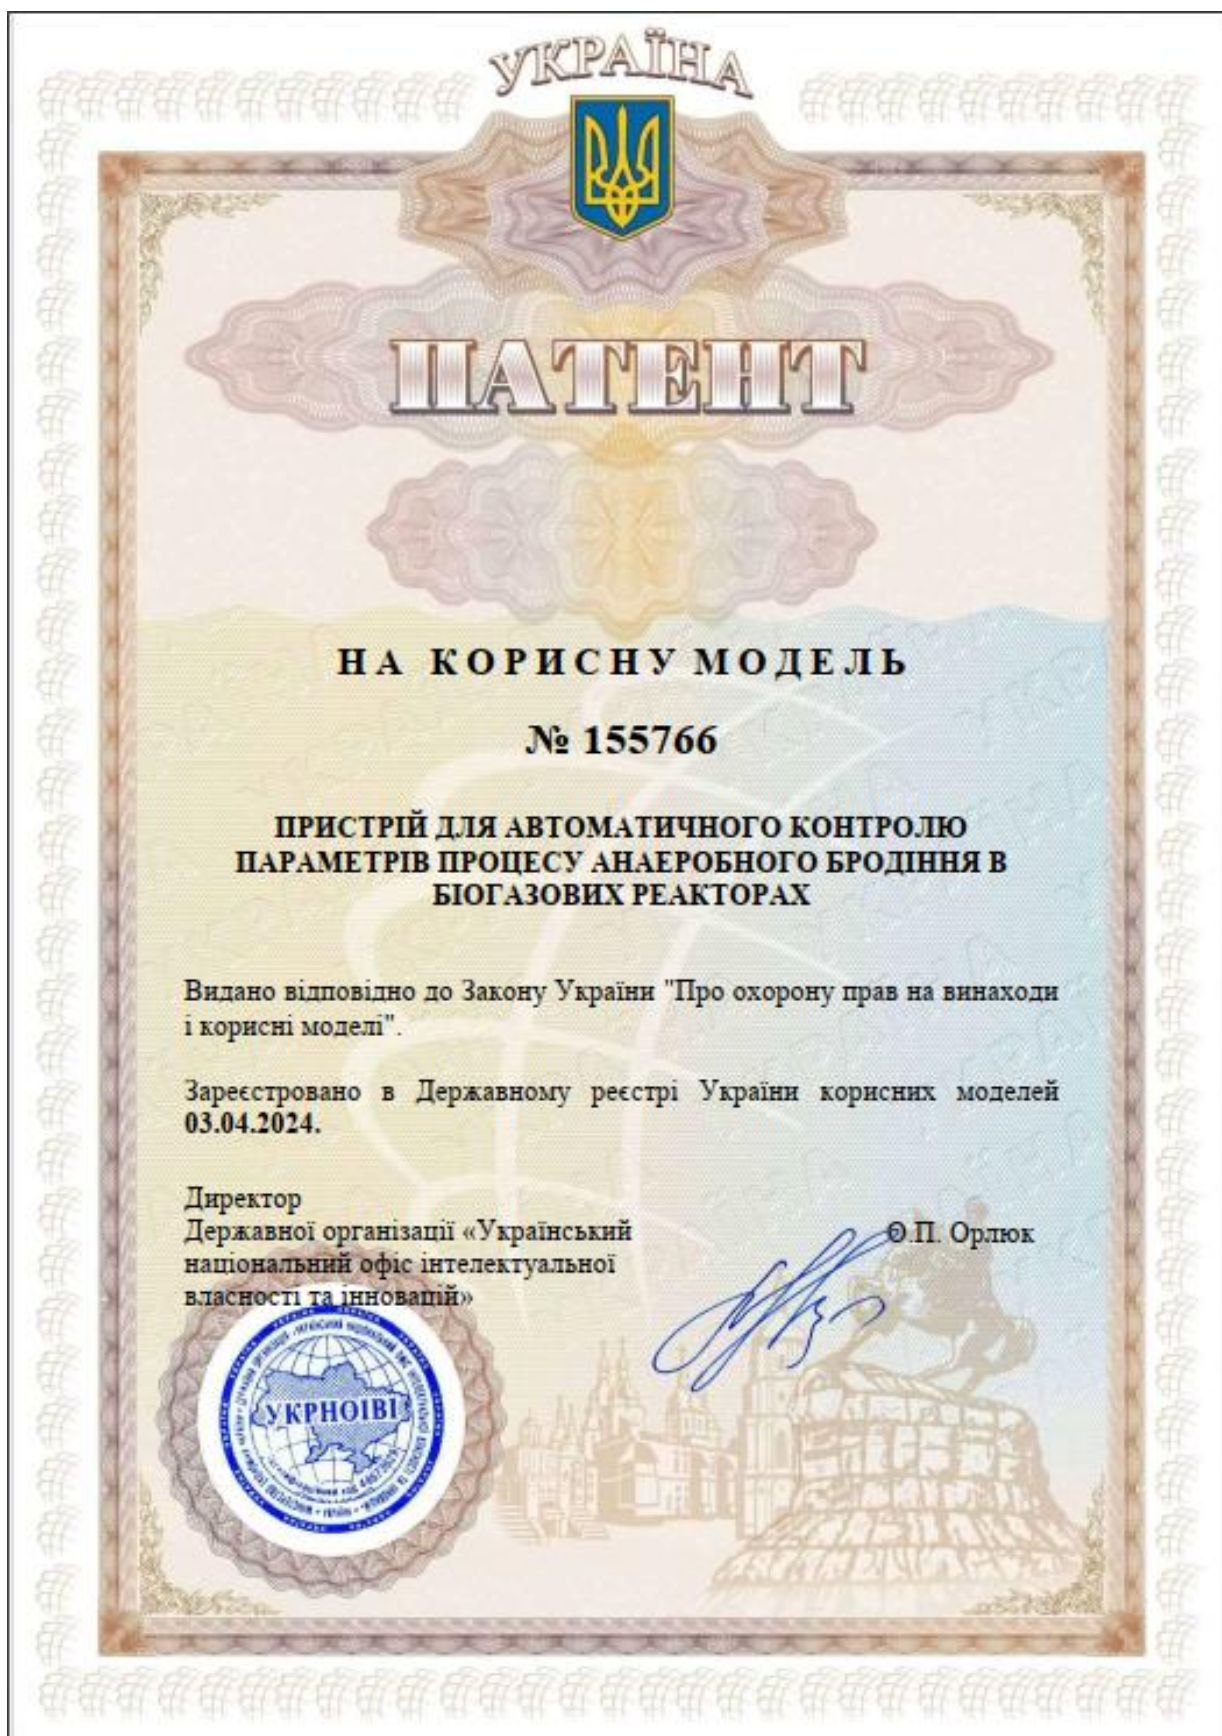 УКРАЇНА
ПАТЕНТ
НА КОРИСНУ МОДЕЛЬ
№ 155766
ПРИСТРІЙ ДЛЯ АВТОМАТИЧНОГО КОНТРОЛЮ
ПАРАМЕТРІВ ПРОЦЕСУ АНАЕРОБНОГО БРОДІННЯ В
БІОГАЗОВИХ РЕАКТОРАХ
Видано відповідно до Закону України "Про охорону прав на винаходи
і корисні моделі".
Зареєстровано в Державному реєстрі України корисних моделей
03.04.2024.
Директор
Державної організації «Український
національний офіс інтелектуальної
власності та інновацій»
О.П. Орлюк
УКРНОІВІ